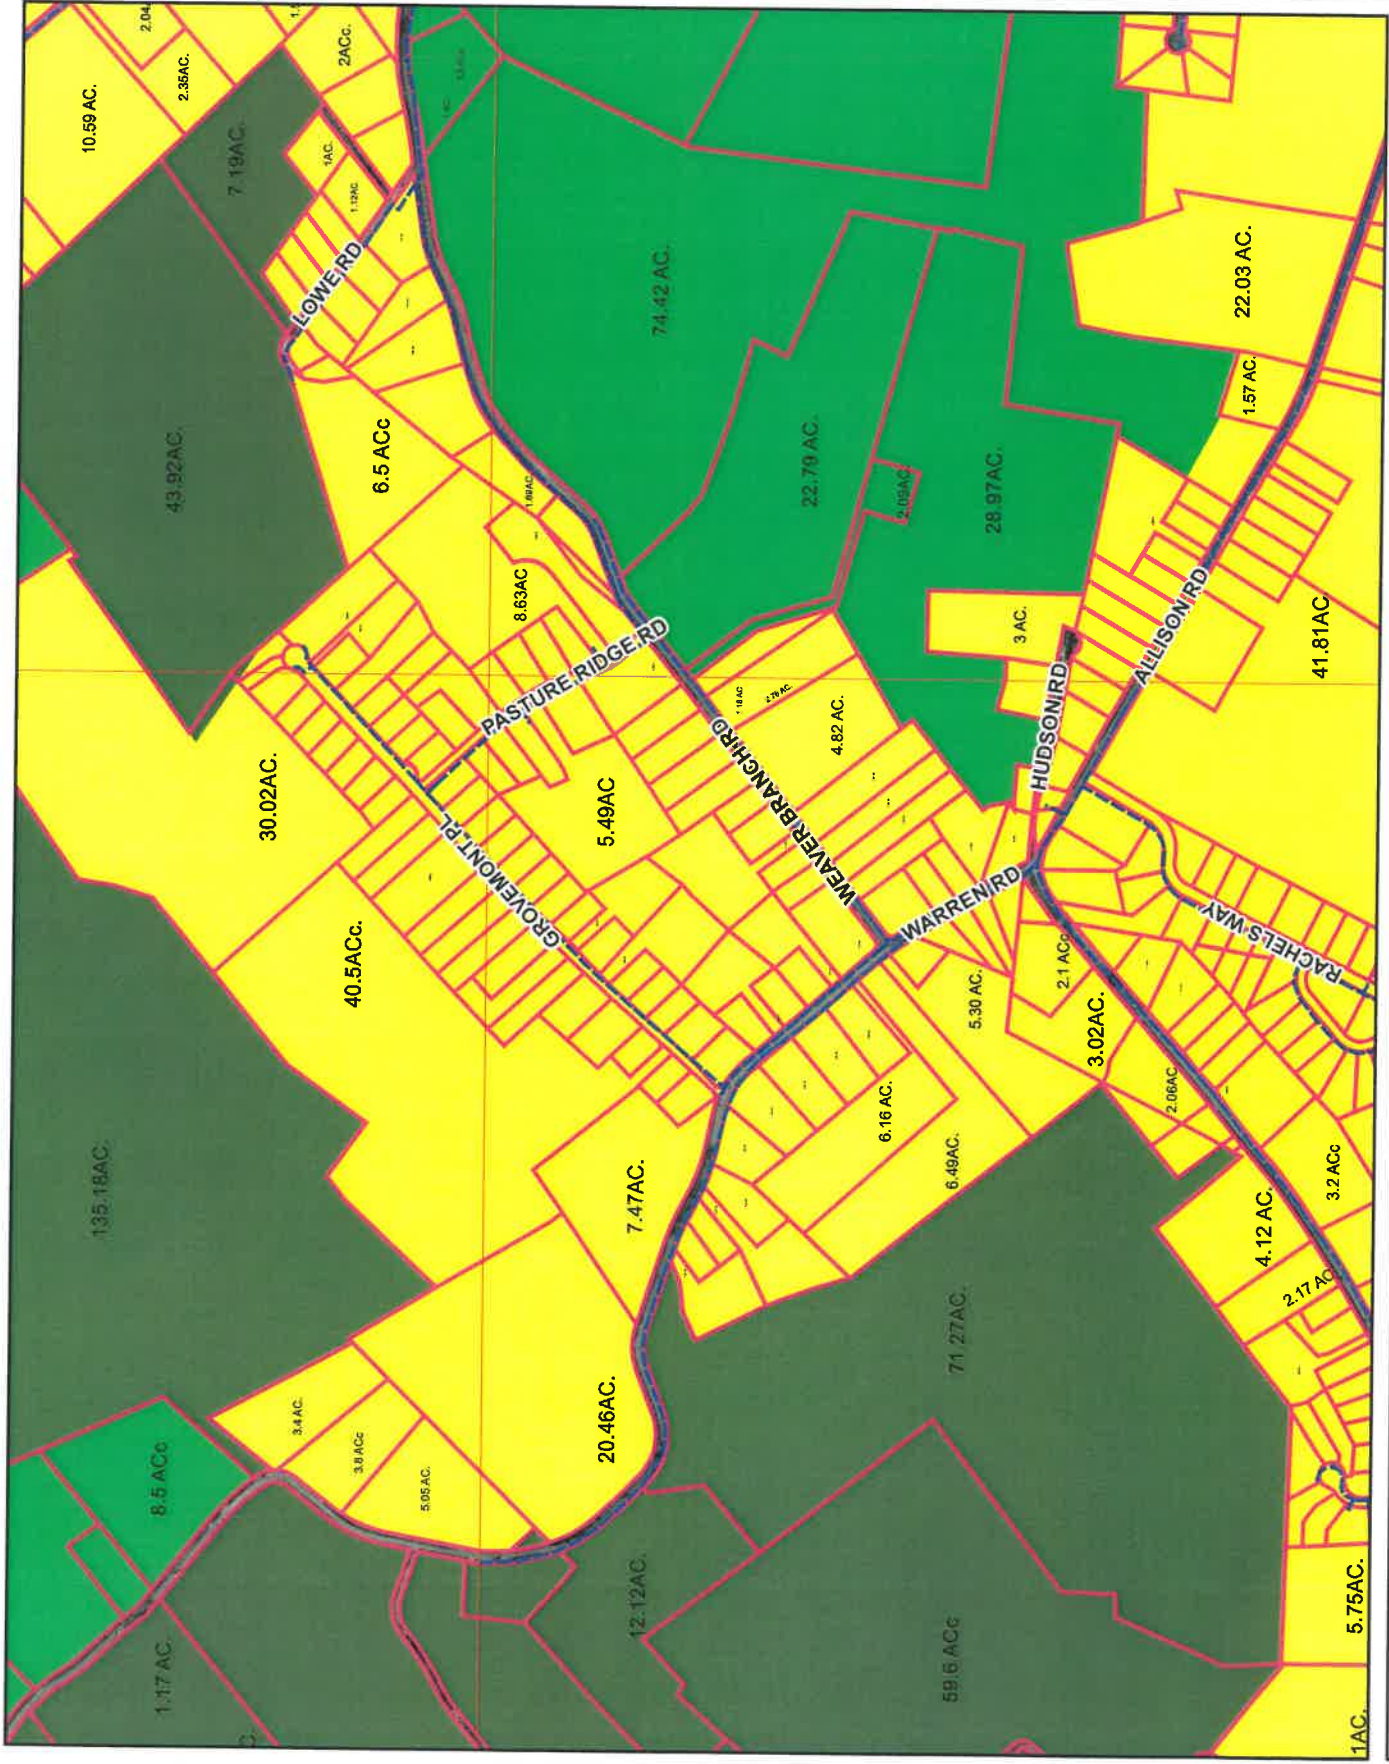 10.59 AC.
2.04
2.35AC.
2ACc.
7.19AC.
1AC.
1.12AC
LOWE RD
43.92AC.
6.5 ACc
74.42 AC.
22.03 AC.
1.57 AC.
22.79 AC.
2.09AC.
28.97AC.
8.63AC
3 AC.
HUDSON RD
ALLISON RD
41.81AC
PASTURE RIDGE RD
1.18 AC
4.82 AC.
WEAVER BRANCH RD
30.02AC.
5.49AC
GROVEMONT PL
WARREN RD
40.5ACc.
RACHELS WAY
5.30 AC.
2.1 ACc
3.02AC.
2.06AC
6.16 AC.
6.49AC.
135.18AC.
7.47AC.
4.12 AC.
3.2 ACc
2.17 AC
71.27AC.
20.46AC.
3.4 AC.
3.8 ACc
5.05 AC.
8.5 ACc
12.12AC.
59.6 ACc
5.75AC.
1.17 AC.
C.
1AC.